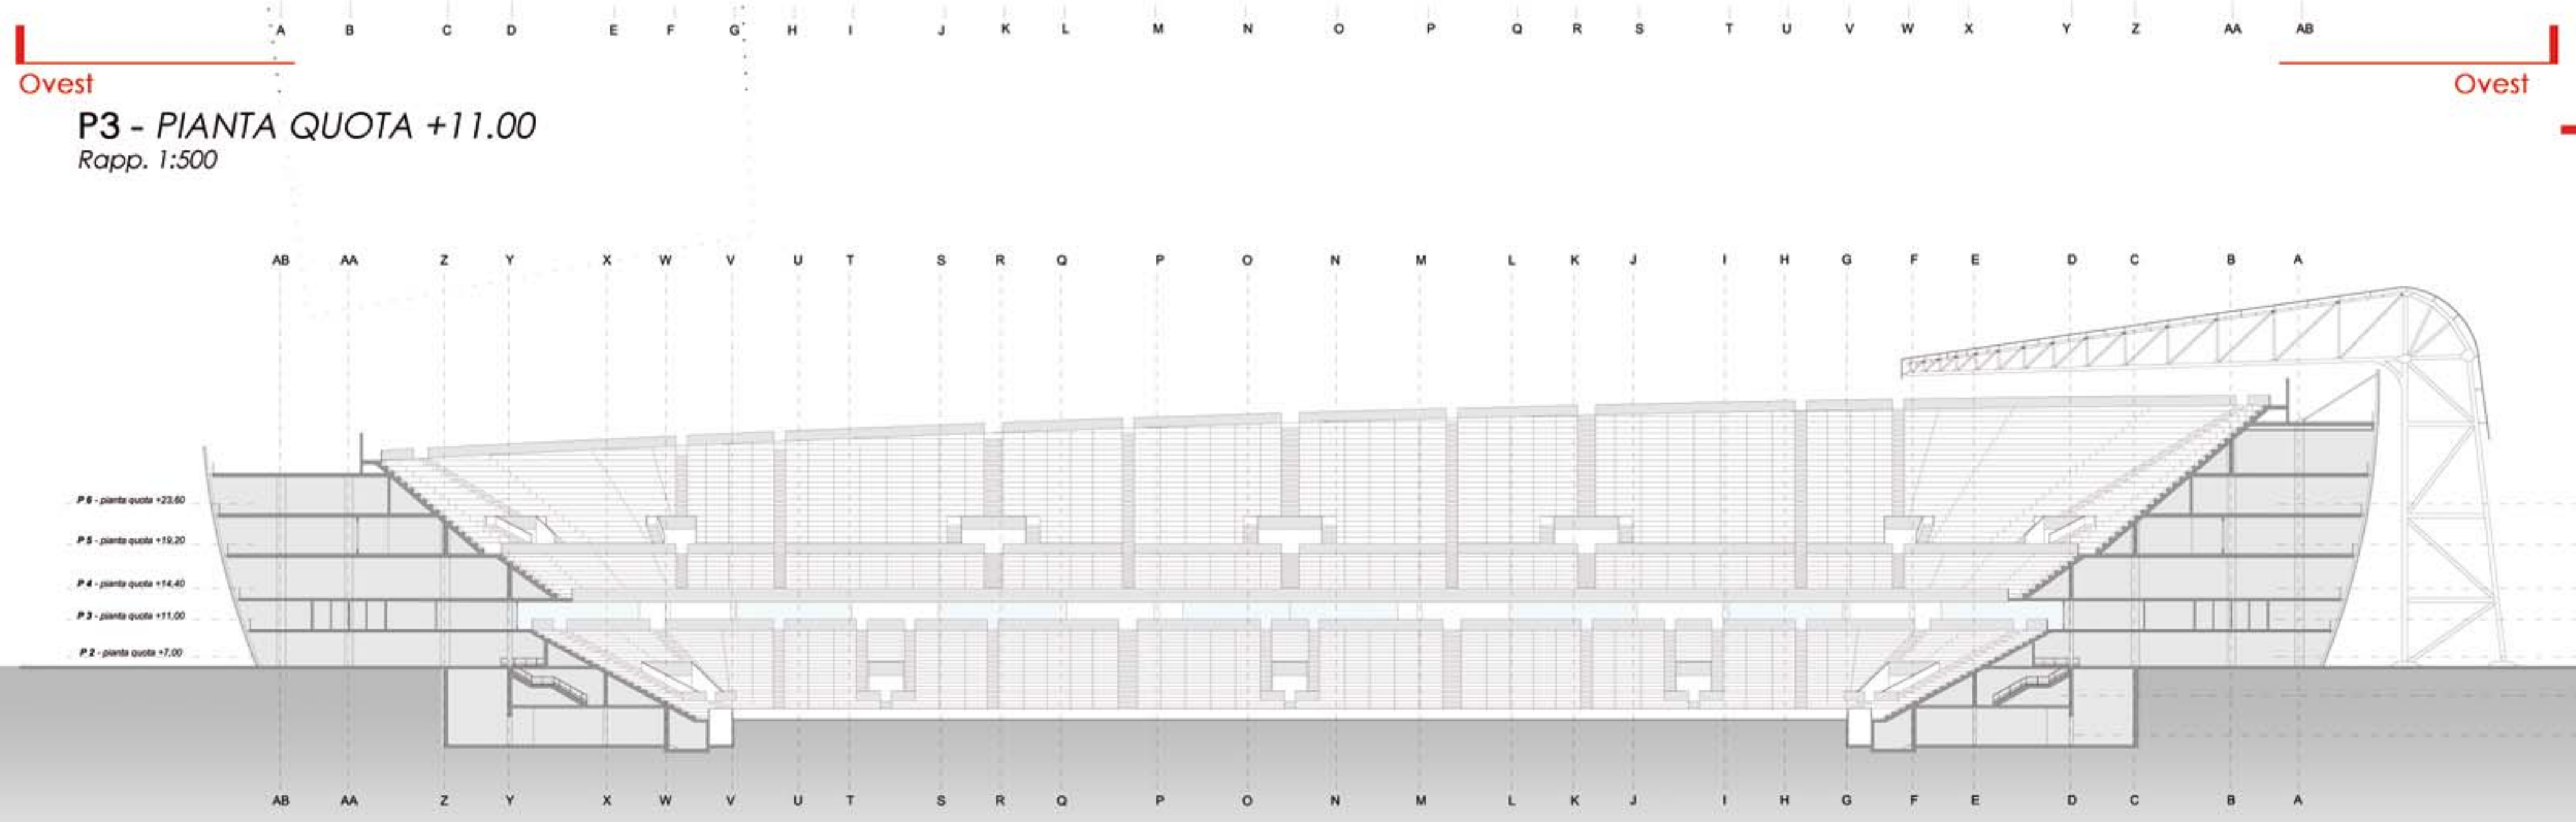 A B C D E F G H I J K L M N O P Q R S T U V W X Y Z AA AB
Ovest Ovest
P3 - PIANTA QUOTA +11.00
Rapp. 1:500
AB AA Z Y X W V U T S R Q P O N M L K J I H G F E D C B A
P 6 - pianta quota +23,60
P 5 - pianta quota +19,20
P 4 - pianta quota +14,40
P 3 - pianta quota +11,00
P 2 - pianta quota +7,00
AB AA Z Y X W V U T S R Q P O N M L K J I H G F E D C B A